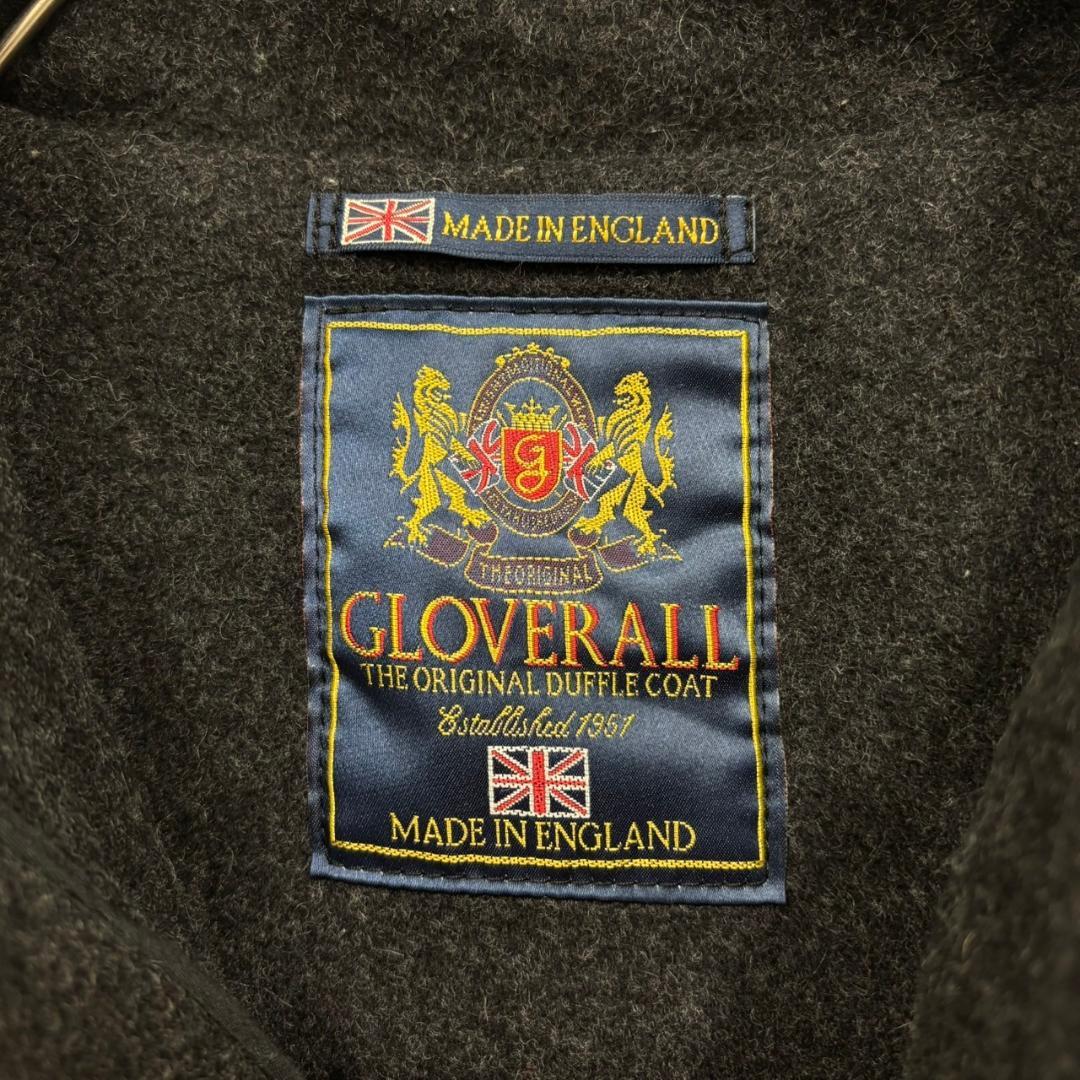 MADE IN ENGLAND
g
THE ORIGINAL
GLOVERALL
THE ORIGINAL DUFFLE COAT
Established 1951
MADE IN ENGLAND